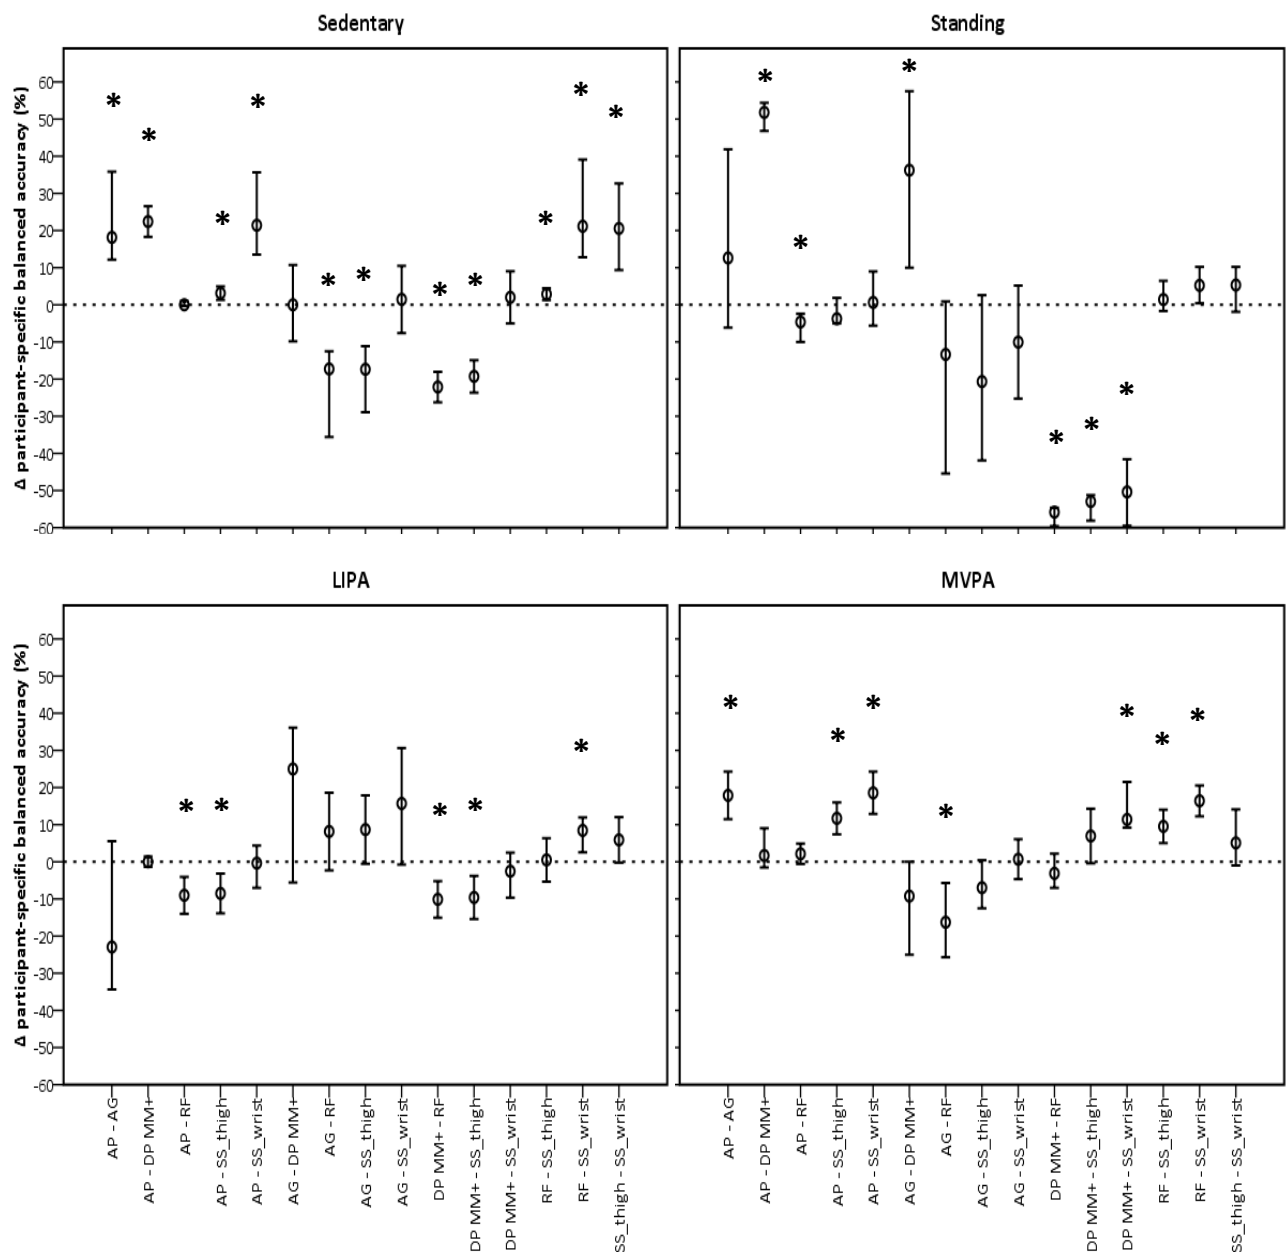 Sedentary
Standing
Δ participant-specific balanced accuracy (%)
60
50
40
30
20
10
0
-10
-20
-30
-40
-50
-60
* * * * * * * * * * *
* * * * * *
LIPA
MVPA
Δ participant-specific balanced accuracy (%)
60
50
40
30
20
10
0
-10
-20
-30
-40
-50
-60
* * * * *
* * * * * * *
AP - AG
AP - DP MM+
AP - RF
AP - SS_thigh
AP - SS_wrist
AG - DP MM+
AG - RF
AG - SS_thigh
AG - SS_wrist
DP MM+ - RF
DP MM+ - SS_thigh
DP MM+ - SS_wrist
RF - SS_thigh
RF - SS_wrist
SS_thigh - SS_wrist
AP - AG
AP - DP MM+
AP - RF
AP - SS_thigh
AP - SS_wrist
AG - DP MM+
AG - RF
AG - SS_thigh
AG - SS_wrist
DP MM+ - RF
DP MM+ - SS_thigh
DP MM+ - SS_wrist
RF - SS_thigh
RF - SS_wrist
SS_thigh - SS_wrist